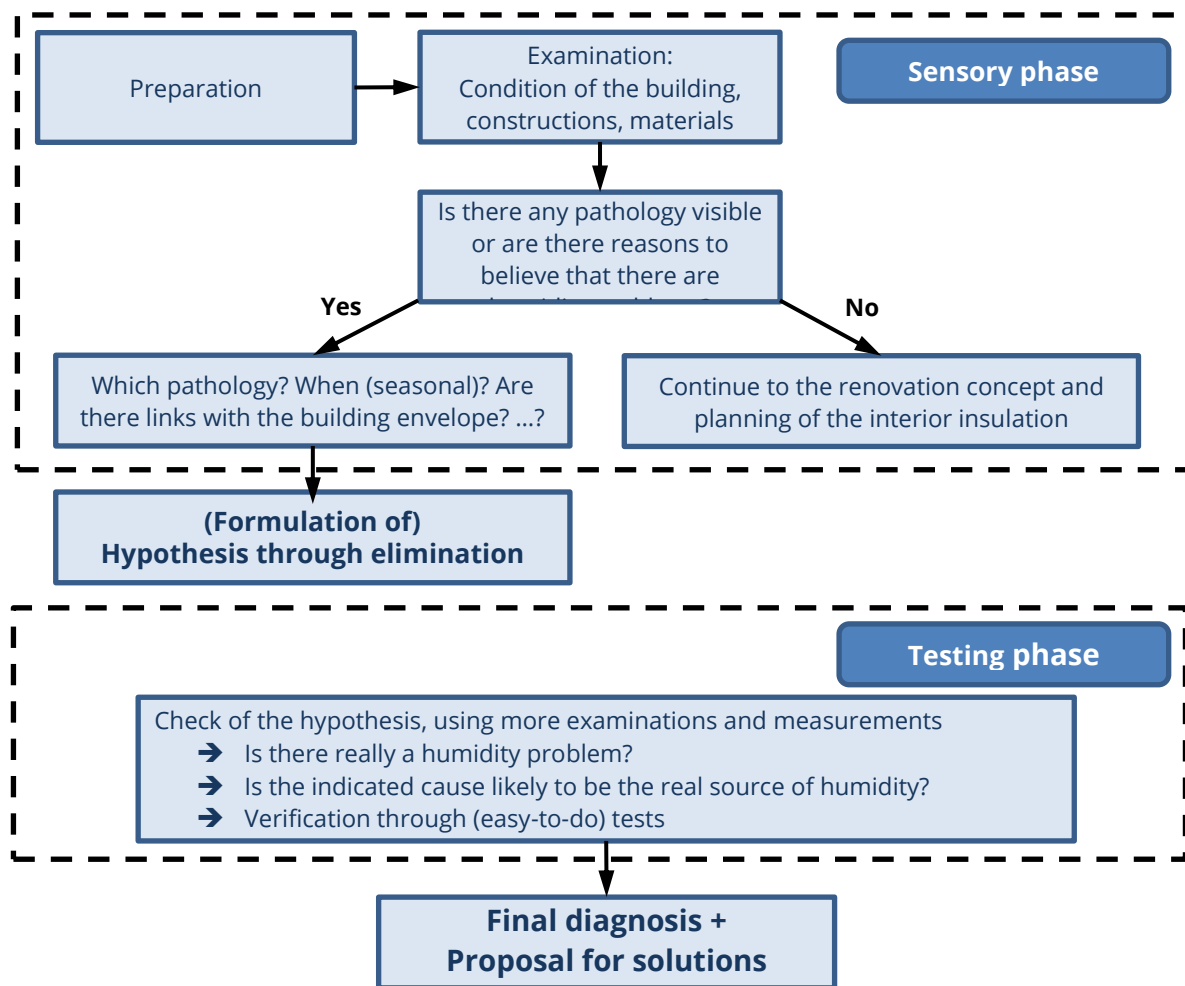 Preparation
Examination:
Condition of the building,
constructions, materials
Sensory phase
Is there any pathology visible
or are there reasons to
believe that there are
Yes
No
Which pathology? When (seasonal)? Are
there links with the building envelope? ...?
Continue to the renovation concept and
planning of the interior insulation
(Formulation of)
Hypothesis through elimination
Testing phase
Check of the hypothesis, using more examinations and measurements
➔ Is there really a humidity problem?
➔ Is the indicated cause likely to be the real source of humidity?
➔ Verification through (easy-to-do) tests
Final diagnosis +
Proposal for solutions